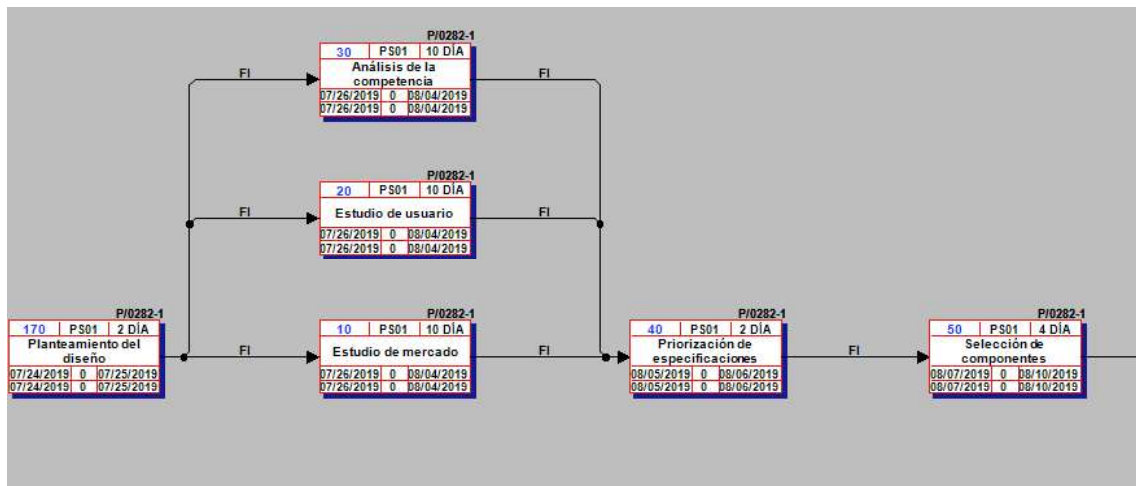 P/0282-1
30 PS01 10 DÍA
Análisis de la
competencia
07/26/2019 0 08/04/2019
07/26/2019 0 08/04/2019
FI
FI
P/0282-1
20 PS01 10 DÍA
Estudio de usuario
07/26/2019 0 08/04/2019
07/26/2019 0 08/04/2019
FI
FI
P/0282-1
170 PS01 2 DÍA
Planteamiento del
diseño
07/24/2019 0 07/25/2019
07/24/2019 0 07/25/2019
FI
P/0282-1
10 PS01 10 DÍA
Estudio de mercado
07/26/2019 0 08/04/2019
07/26/2019 0 08/04/2019
FI
P/0282-1
40 PS01 2 DÍA
Priorización de
especificaciones
08/05/2019 0 08/06/2019
08/05/2019 0 08/06/2019
FI
P/0282-1
50 PS01 4 DÍA
Selección de
componentes
08/07/2019 0 08/10/2019
08/07/2019 0 08/10/2019